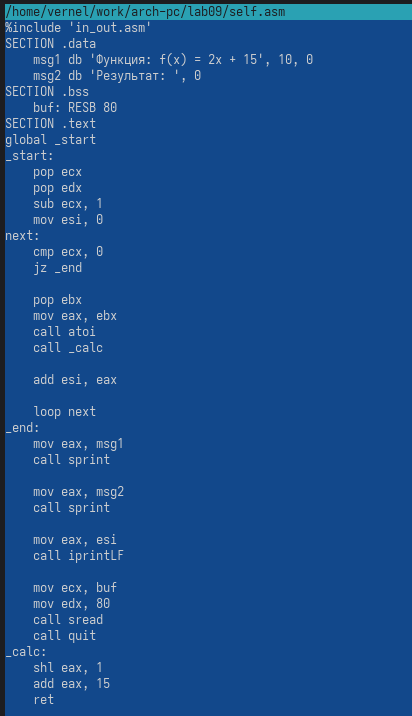 /home/vernel/work/arch-pc/lab09/self.asm
%include 'in_out.asm'
SECTION .data
    msg1 db 'Функция: f(x) = 2x + 15', 10, 0
    msg2 db 'Результат: ', 0
SECTION .bss
    buf: RESB 80
SECTION .text
global _start
_start:
    pop ecx
    pop edx
    sub ecx, 1
    mov esi, 0
next:
    cmp ecx, 0
    jz _end

    pop ebx
    mov eax, ebx
    call atoi
    call _calc

    add esi, eax

    loop next
_end:
    mov eax, msg1
    call sprint

    mov eax, msg2
    call sprint

    mov eax, esi
    call iprintLF

    mov ecx, buf
    mov edx, 80
    call sread
    call quit
_calc:
    shl eax, 1
    add eax, 15
    ret